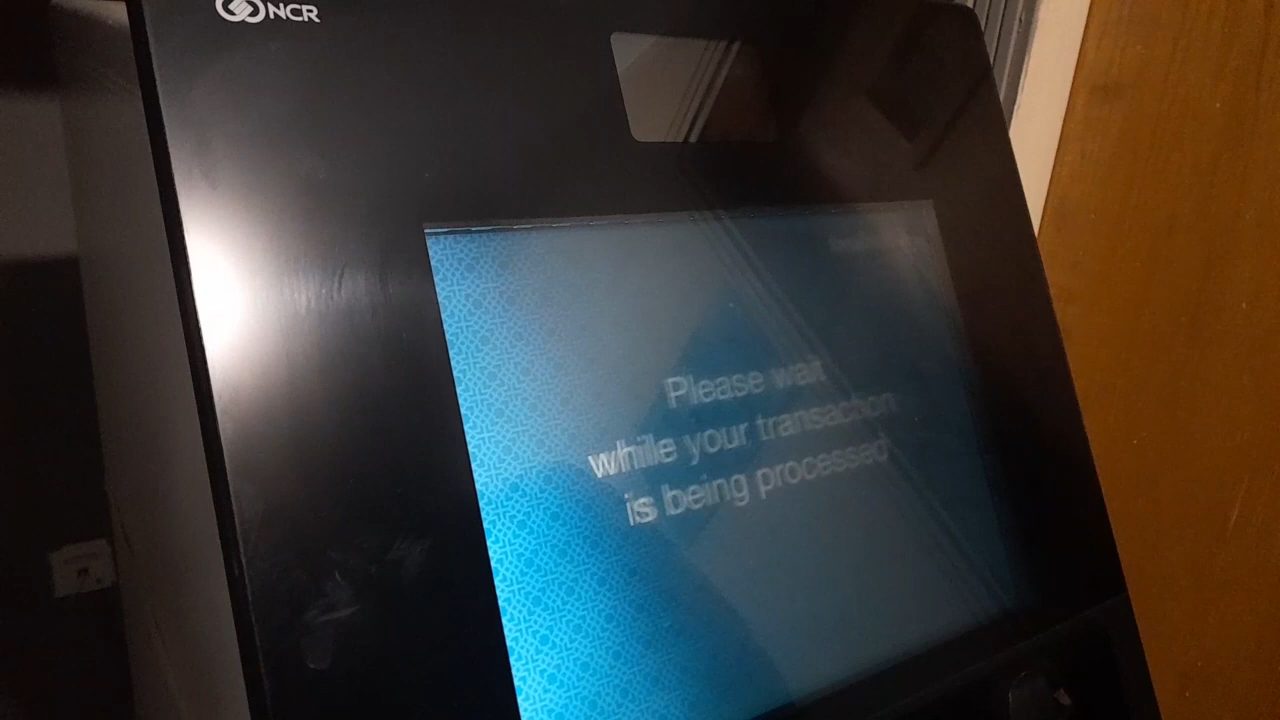 NCR
Please wait
while your transaction
is being processed